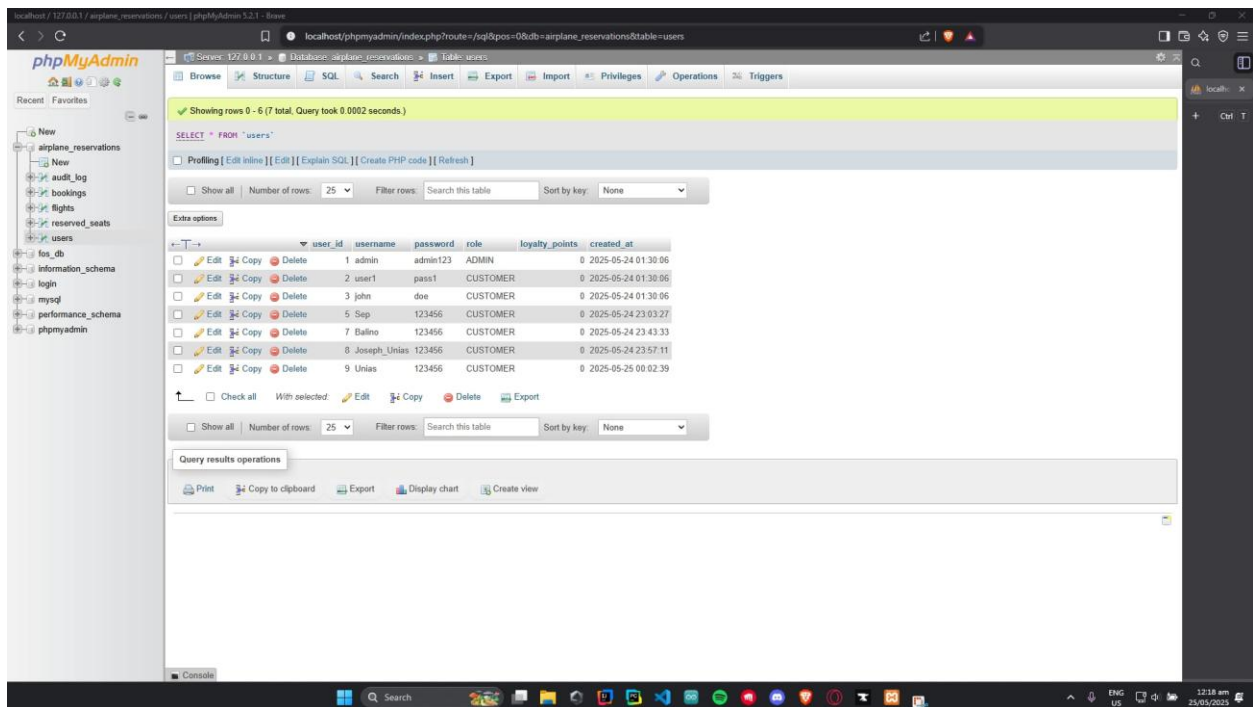 localhost / 127.0.0.1 / airplane_reservations / users | phpMyAdmin 5.2.1 - Brave
localhost/phpmyadmin/index.php?route=/sql&pos=0&db=airplane_reservations&table=users
phpMyAdmin
Recent Favorites
New
airplane_reservations
New
audit_log
bookings
flights
reserved_seats
users
fos_db
information_schema
login
mysql
performance_schema
phpmyadmin
Server: 127.0.0.1 » Database: airplane_reservations » Table: users
Browse Structure SQL Search Insert Export Import Privileges Operations Triggers
Showing rows 0 - 6 (7 total, Query took 0.0002 seconds.)
SELECT * FROM `users`
Profiling [ Edit inline ] [ Edit ] [ Explain SQL ] [ Create PHP code ] [ Refresh ]
Show all Number of rows: 25 Filter rows: Search this table Sort by key: None
Extra options
user_id username password role loyalty_points created_at
Edit Copy Delete 1 admin admin123 ADMIN 0 2025-05-24 01:30:06
Edit Copy Delete 2 user1 pass1 CUSTOMER 0 2025-05-24 01:30:06
Edit Copy Delete 3 john doe CUSTOMER 0 2025-05-24 01:30:06
Edit Copy Delete Sep 123456 CUSTOMER 0 2025-05-24 23:03:27
Edit Copy Delete 7 Balino 123456 CUSTOMER 0 2025-05-24 23:43:33
Edit Copy Delete 8 Joseph_Unias 123456 CUSTOMER 0 2025-05-24 23:57:11
Edit Copy Delete 9 Unias 123456 CUSTOMER 0 2025-05-25 00:02:39
Check all With selected: Edit Copy Delete Export
Show all Number of rows: 25 Filter rows: Search this table Sort by key: None
Query results operations
Print Copy to clipboard Export Display chart Create view
Console
localh
Ctrl T
Search
ENG
US
12:18 am
25/05/2025